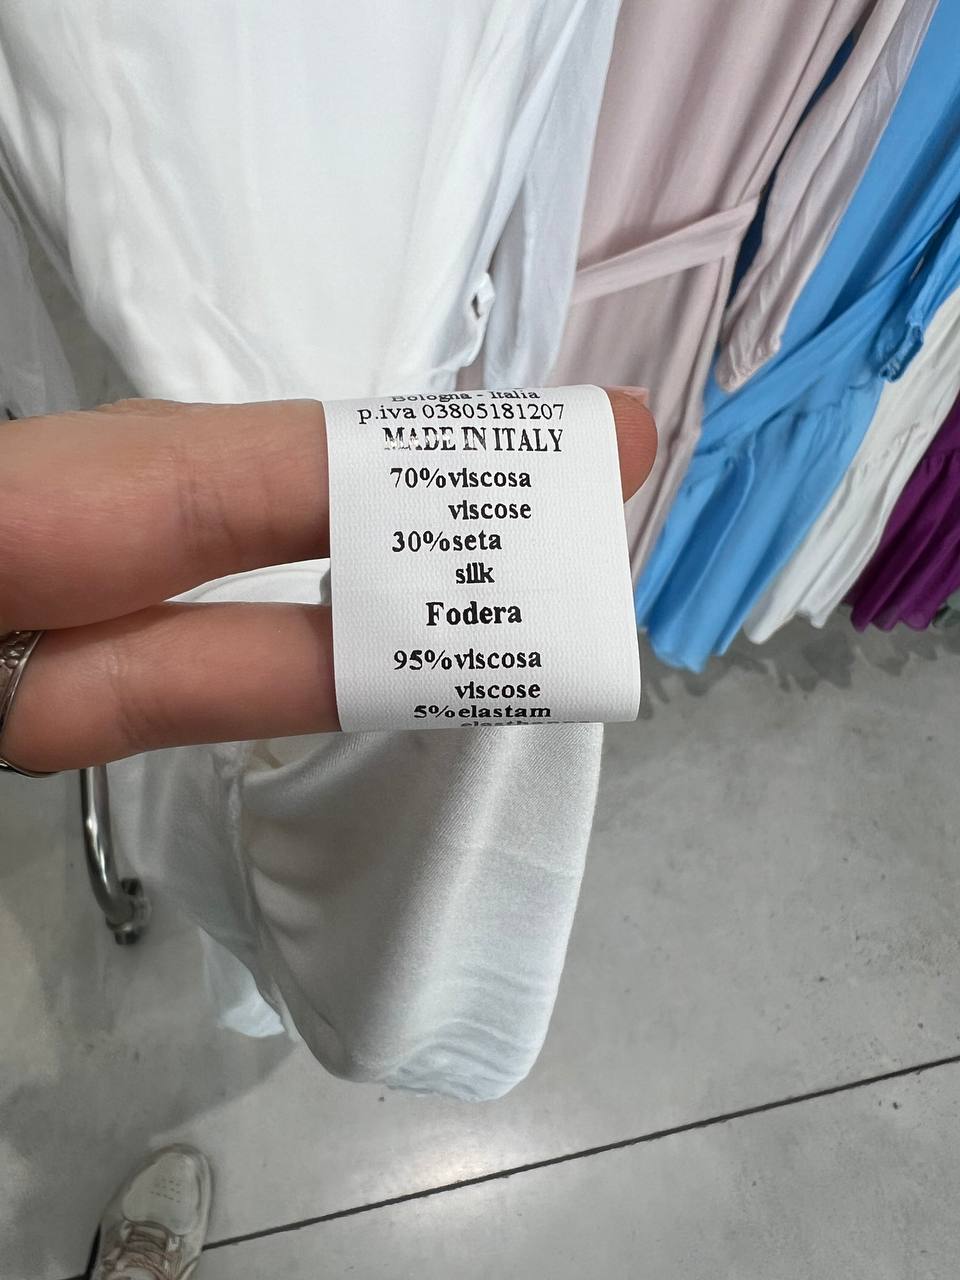 Bologna - Italia
p.iva 03805181207
MADE IN ITALY
70%viscosa
viscose
30%seta
silk
Fodera
95%viscosa
viscose
5%elastam